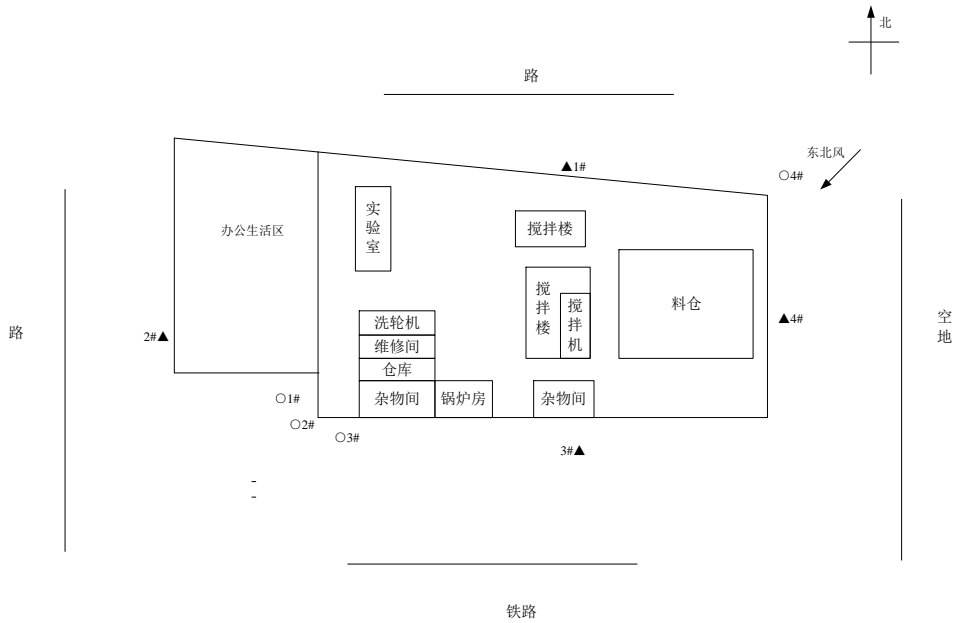 北
路
东北风
▲1#
○4#
实验室
搅拌楼
办公生活区
搅拌楼
搅拌机
料仓
洗轮机
维修间
仓库
杂物间
锅炉房
杂物间
路
2#▲
▲4#
空地
○1#
○2#
○3#
3#▲
铁路